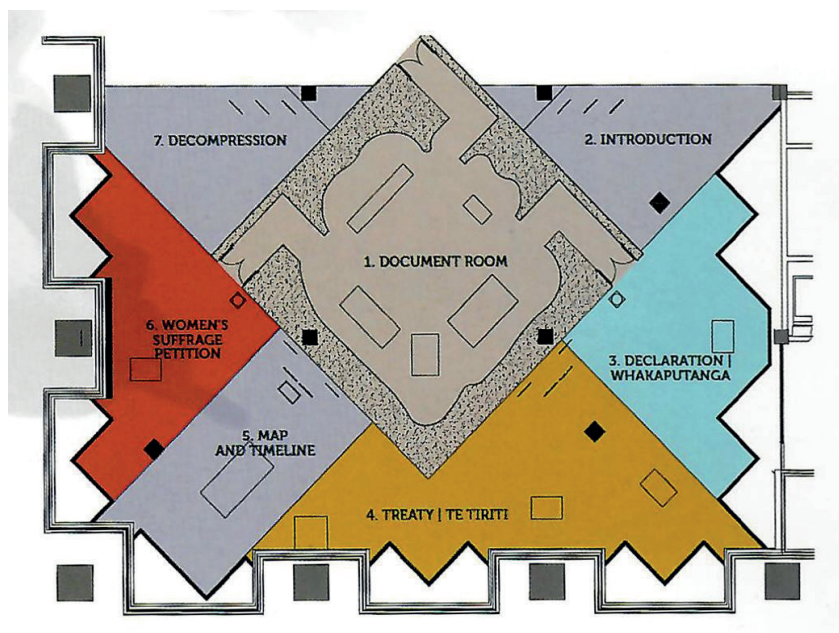 7. DECOMPRESSION
2. INTRODUCTION
1. DOCUMENT ROOM
6. WOMEN'S
SUFFRAGE
PETITION
3. DECLARATION |
WHAKAPUTANGA
5. MAP
AND TIMELINE
4. TREATY | TE TIRITI